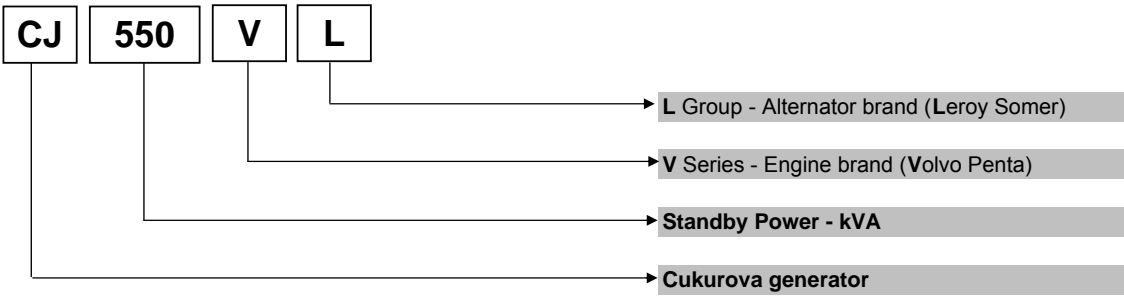 CJ 550 V L
L Group - Alternator brand (Leroy Somer)
V Series - Engine brand (Volvo Penta)
Standby Power - kVA
Cukurova generator